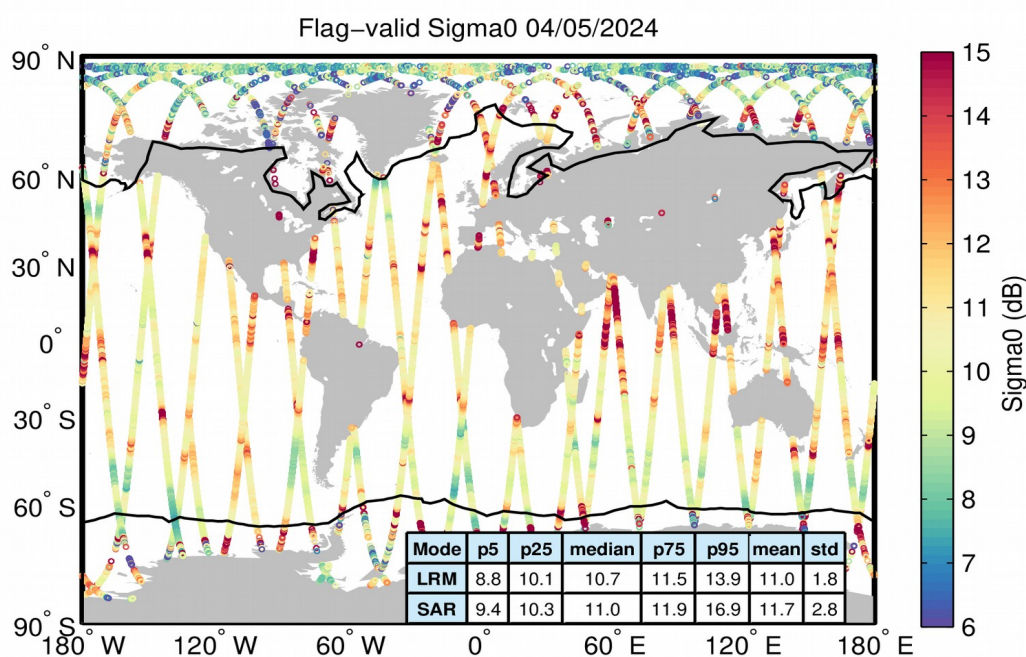 Flag−valid Sigma0 04/05/2024
90° N
60° N
30° N
0°
30° S
60° S
90° S
180° W 120° W 60° W 0° 60° E 120° E 180° E
Mode p5 p25 median p75 p95 mean std
LRM 8.8 10.1 10.7 11.5 13.9 11.0 1.8
SAR 9.4 10.3 11.0 11.9 16.9 11.7 2.8
15
14
13
12
11
10
9
8
7
6
Sigma0 (dB)